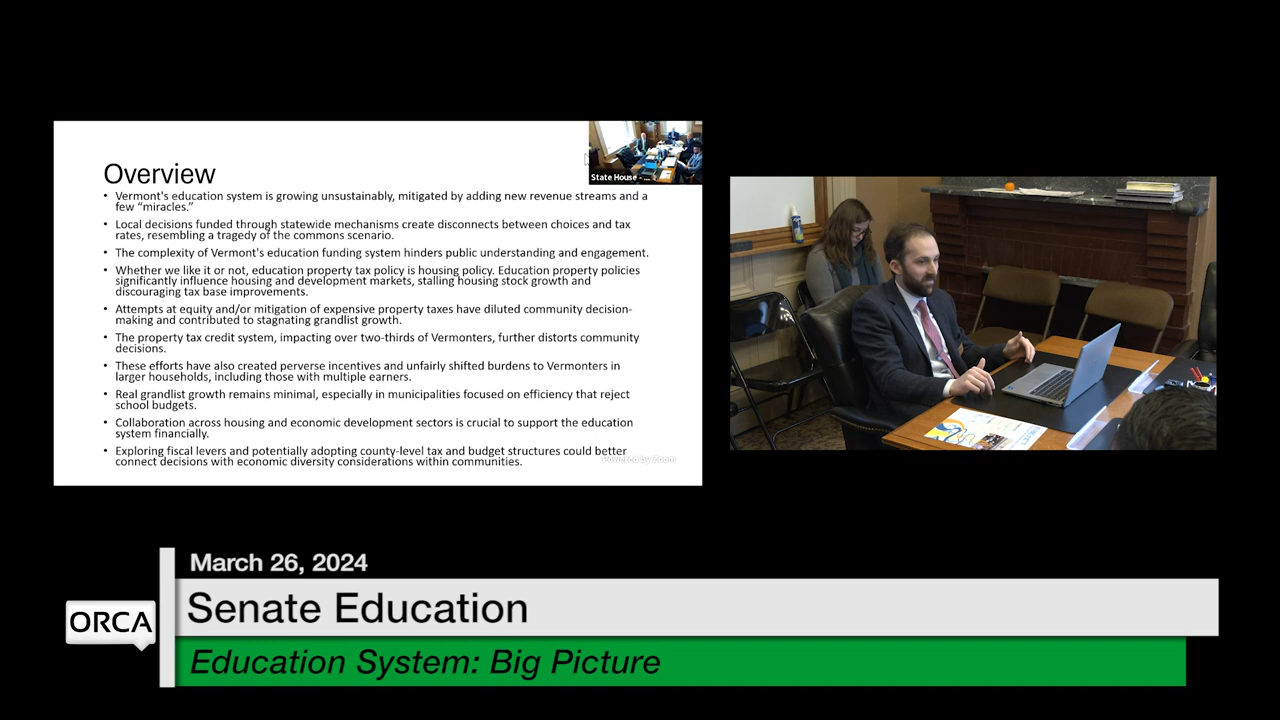 Overview
State House - ...
• Vermont's education system is growing unsustainably, mitigated by adding new revenue streams and a
few “miracles.”
• Local decisions funded through statewide mechanisms create disconnects between choices and tax
rates, resembling a tragedy of the commons scenario.
• The complexity of Vermont's education funding system hinders public understanding and engagement.
• Whether we like it or not, education property tax policy is housing policy. Education property policies
significantly influence housing and development markets, stalling housing stock growth and
discouraging tax base improvements.
• Attempts at equity and/or mitigation of expensive property taxes have diluted community decision-
making and contributed to stagnating grandlist growth.
• The property tax credit system, impacting over two-thirds of Vermonters, further distorts community
decisions.
• These efforts have also created perverse incentives and unfairly shifted burdens to Vermonters in
larger households, including those with multiple earners.
• Real grandlist growth remains minimal, especially in municipalities focused on efficiency that reject
school budgets.
• Collaboration across housing and economic development sectors is crucial to support the education
system financially.
• Exploring fiscal levers and potentially adopting county-level tax and budget structures could better
connect decisions with economic diversity considerations within communities.
Powered by Zoom
March 26, 2024
ORCA
Senate Education
Education System: Big Picture